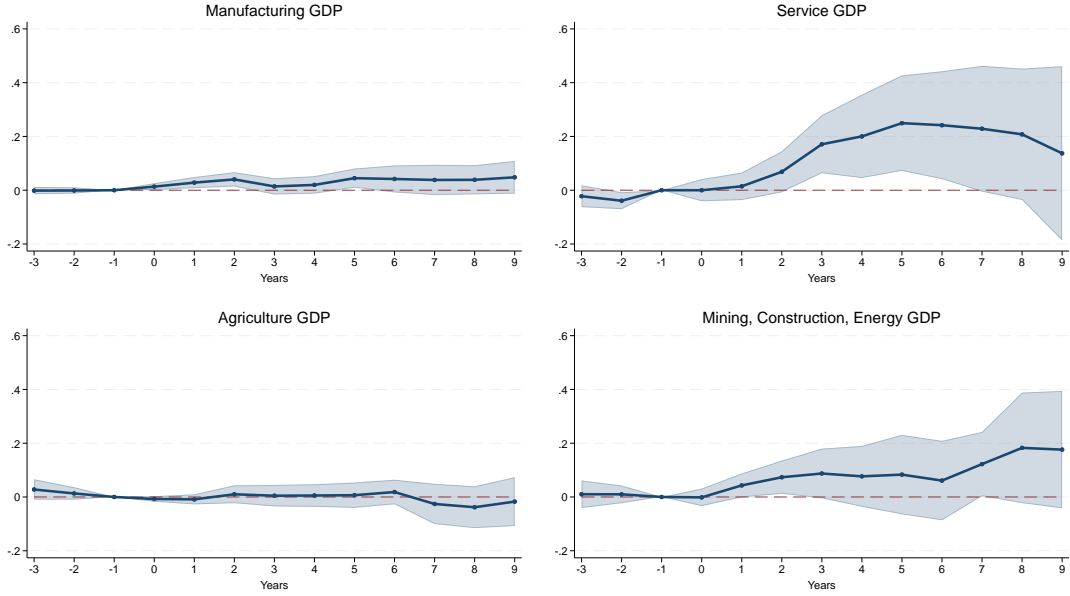 Manufacturing GDP
.6
.4
.2
0
-.2
-3 -2 -1 0 1 2 3 4 5 6 7 8 9
Years
Service GDP
.6
.4
.2
0
-.2
-3 -2 -1 0 1 2 3 4 5 6 7 8 9
Years
Agriculture GDP
.6
.4
.2
0
-.2
-3 -2 -1 0 1 2 3 4 5 6 7 8 9
Years
Mining, Construction, Energy GDP
.6
.4
.2
0
-.2
-3 -2 -1 0 1 2 3 4 5 6 7 8 9
Years